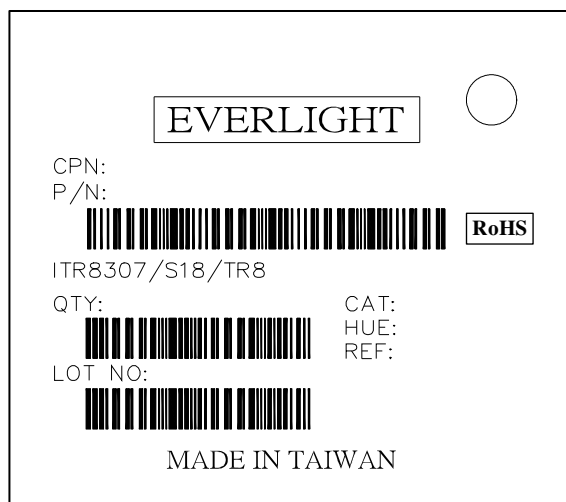 EVERLIGHT
CPN:
P/N:
RoHS
ITR8307/S18/TR8
QTY:
CAT:
HUE:
REF:
LOT NO:
MADE IN TAIWAN